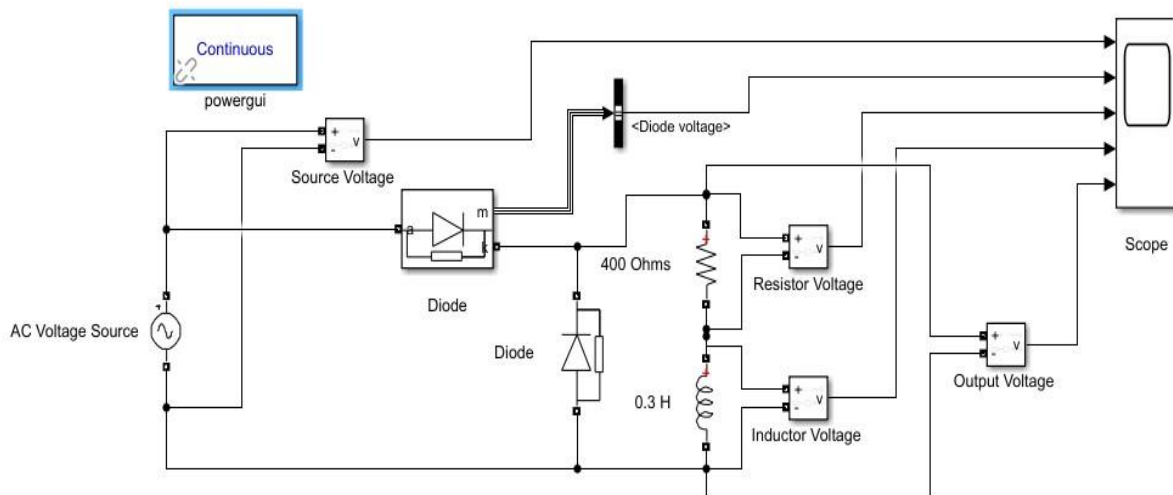 Continuous
powergui
+
v
-
Source Voltage
<Diode voltage>
m
a
k
Diode
AC Voltage Source
Diode
400 Ohms
+
+
v
-
Resistor Voltage
0.3 H
+
+
v
-
Inductor Voltage
+
v
-
Output Voltage
Scope